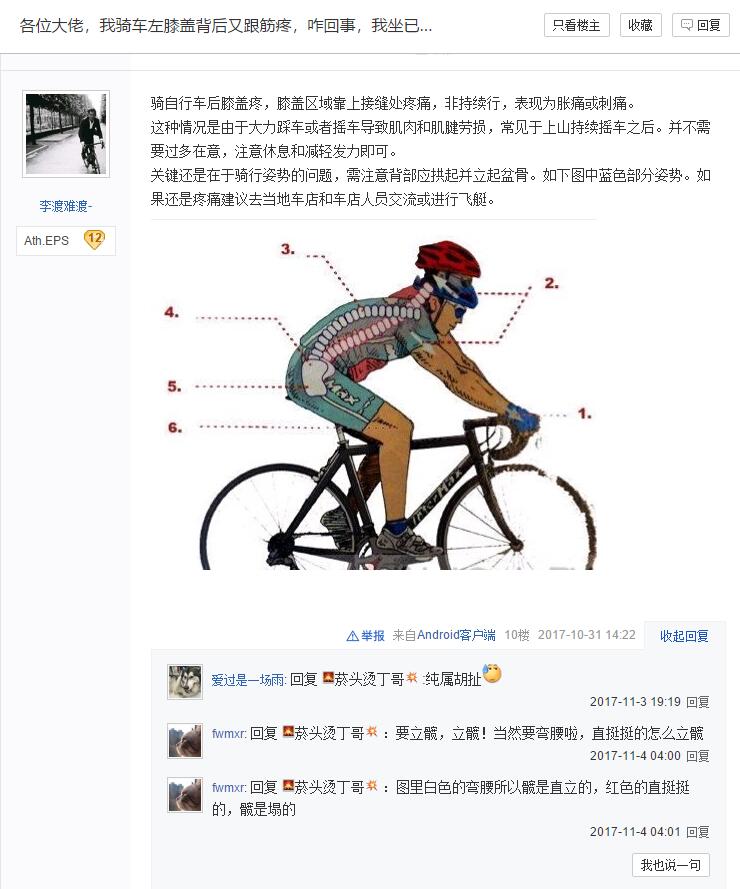 各位大佬，我骑车左膝盖背后又跟筋疼，咋回事，我坐已...
只看楼主
收藏
回复
李渡难渡-
Ath.EPS 12
骑自行车后膝盖疼，膝盖区域靠上接缝处疼痛，非持续行，表现为胀痛或刺痛。
这种情况是由于大力踩车或者摇车导致肌肉和肌腱劳损，常见于上山持续摇车之后。并不需
要过多在意，注意休息和减轻发力即可。
关键还是在于骑行姿势的问题，需注意背部应拱起并立起盆骨。如下图中蓝色部分姿势。如
果还是疼痛建议去当地车店和车店人员交流或进行飞艇。
3.
2.
4.
5.
6.
1.
Max
InterMax
举报 来自Android客户端 10楼 2017-10-31 14:22 收起回复
爱过是一场雨: 回复 菸头烫丁哥 :纯属胡扯
2017-11-3 19:19 回复
fwmxr: 回复 菸头烫丁哥 ：要立髋，立髋！当然要弯腰啦，直挺挺的怎么立髋
2017-11-4 04:00 回复
fwmxr: 回复 菸头烫丁哥 ：图里白色的弯腰所以髋是直立的，红色的直挺挺
的，髋是塌的
2017-11-4 04:01 回复
我也说一句